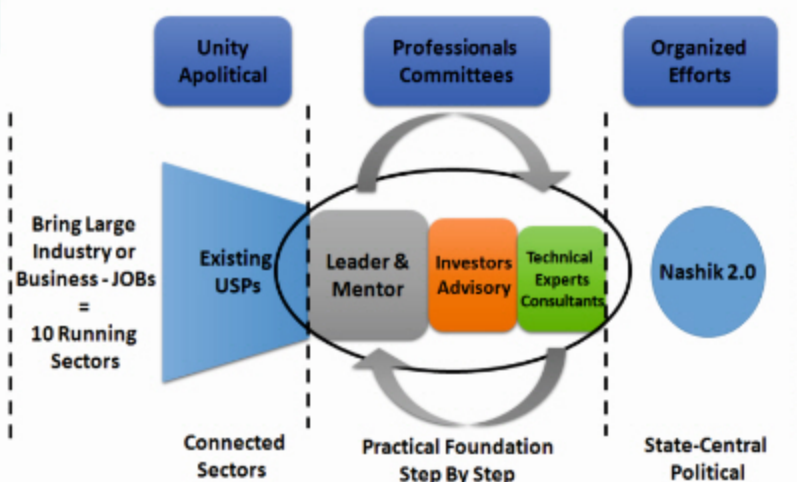 Unity
Apolitical
Professionals
Committees
Organized
Efforts
Bring Large
Industry or
Business - JOBs
=
10 Running
Sectors
Existing
USPs
Leader &
Mentor
Investors
Advisory
Technical
Experts
Consultants
Nashik 2.0
Connected
Sectors
Practical Foundation
Step By Step
State-Central
Political